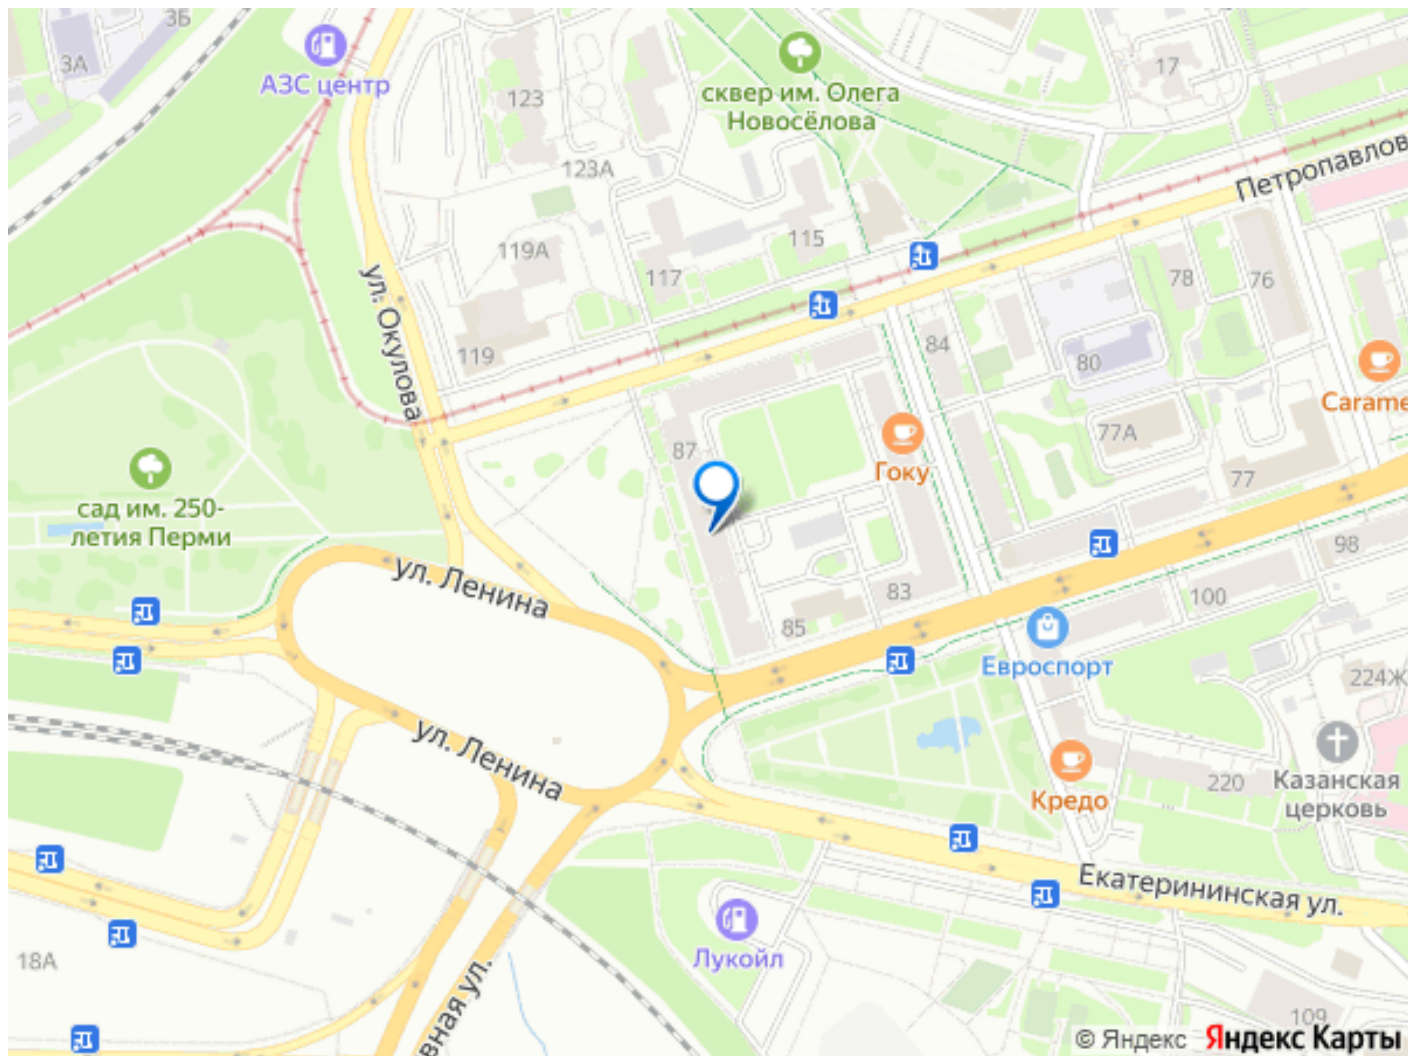 3Б
3А
АЗС центр
123
сквер им. Олега
Новосёлова
17
Петропавлов
123А
119А
115
117
ул. Окулова
78
76
119
84
80
Carame
87
77А
Гоку
77
сад им. 250-
летия Перми
98
ул. Ленина
83
100
85
Евроспорт
224Ж
ул. Ленина
220
Казанская
церковь
Кредо
Екатерининская ул.
Лукойл
18А
вная ул.
109
© Яндекс Яндекс Карты